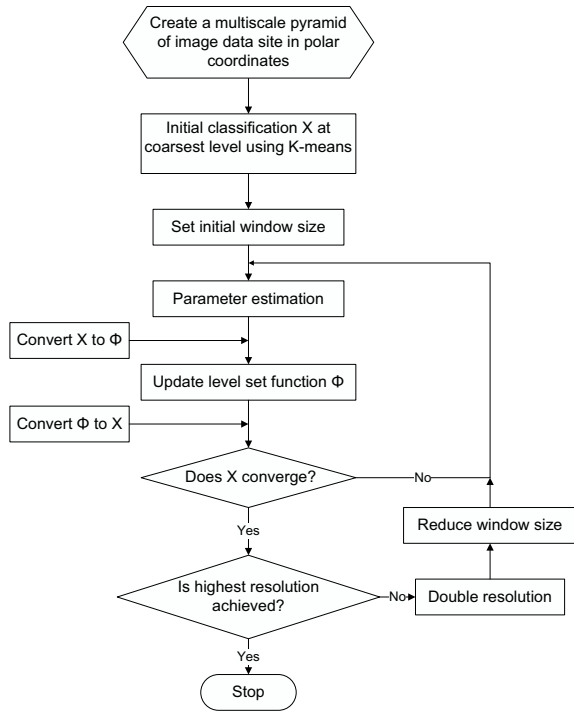 Create a multiscale pyramid
of image data site in polar
coordinates
Initial classification X at
coarsest level using K-means
Set initial window size
Parameter estimation
Convert X to Φ
Update level set function Φ
Convert Φ to X
Does X converge?
No
Yes
Reduce window size
Is highest resolution
achieved?
No
Double resolution
Yes
Stop